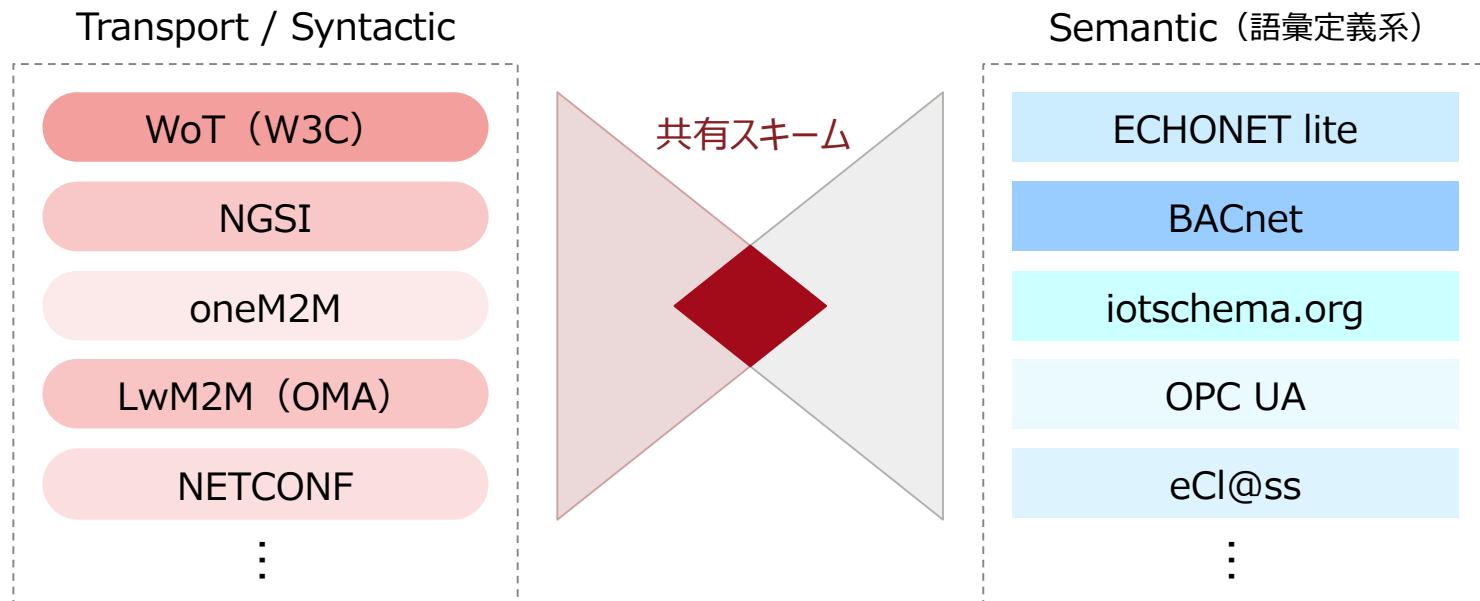 Transport / Syntactic
WoT（W3C）
NGSI
oneM2M
LwM2M（OMA）
NETCONF
⋮
共有スキーム
Semantic（語彙定義系）
ECHONET lite
BACnet
iotschema.org
OPC UA
eCl@ss
⋮